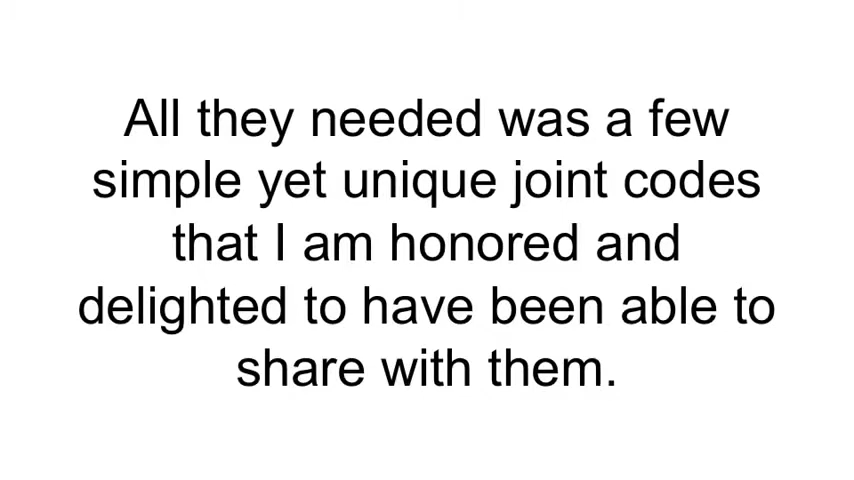 All they needed was a few
simple yet unique joint codes
that I am honored and
delighted to have been able to
share with them.